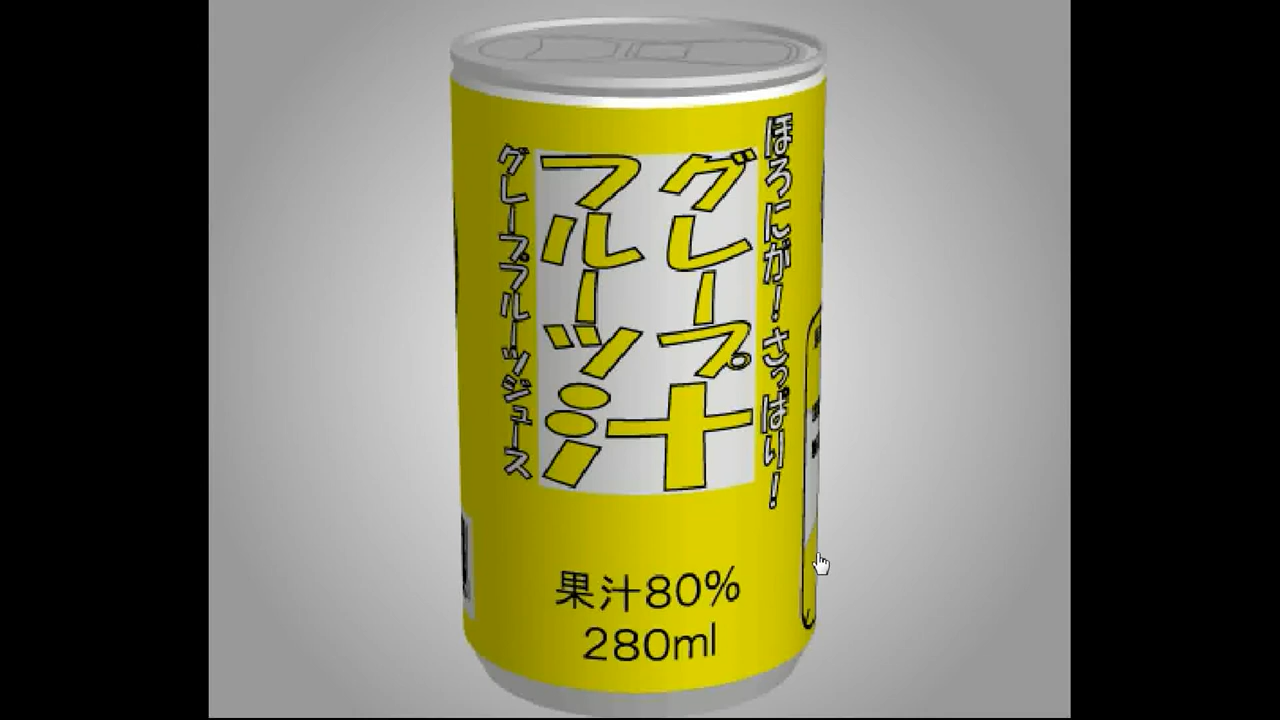 ほろにが！さっぱり！
グレープ
フルーツ
汁
グレープフルーツジュース
果汁80%
280ml